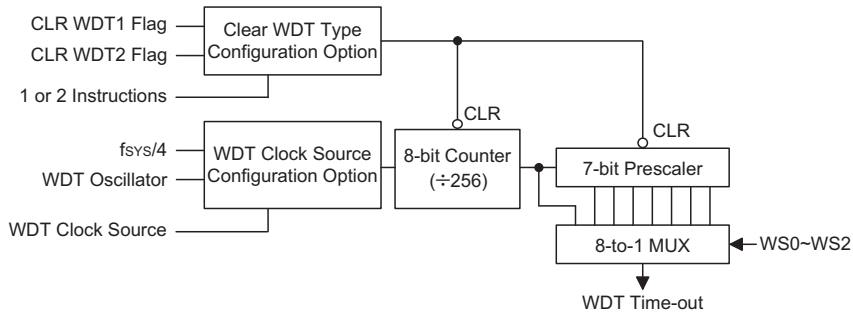 CLR WDT1 Flag
CLR WDT2 Flag
1 or 2 Instructions
Clear WDT Type
Configuration Option
fSYS/4
WDT Oscillator
WDT Clock Source
WDT Clock Source
Configuration Option
CLR
8-bit Counter
(÷256)
CLR
7-bit Prescaler
8-to-1 MUX
WS0~WS2
WDT Time-out